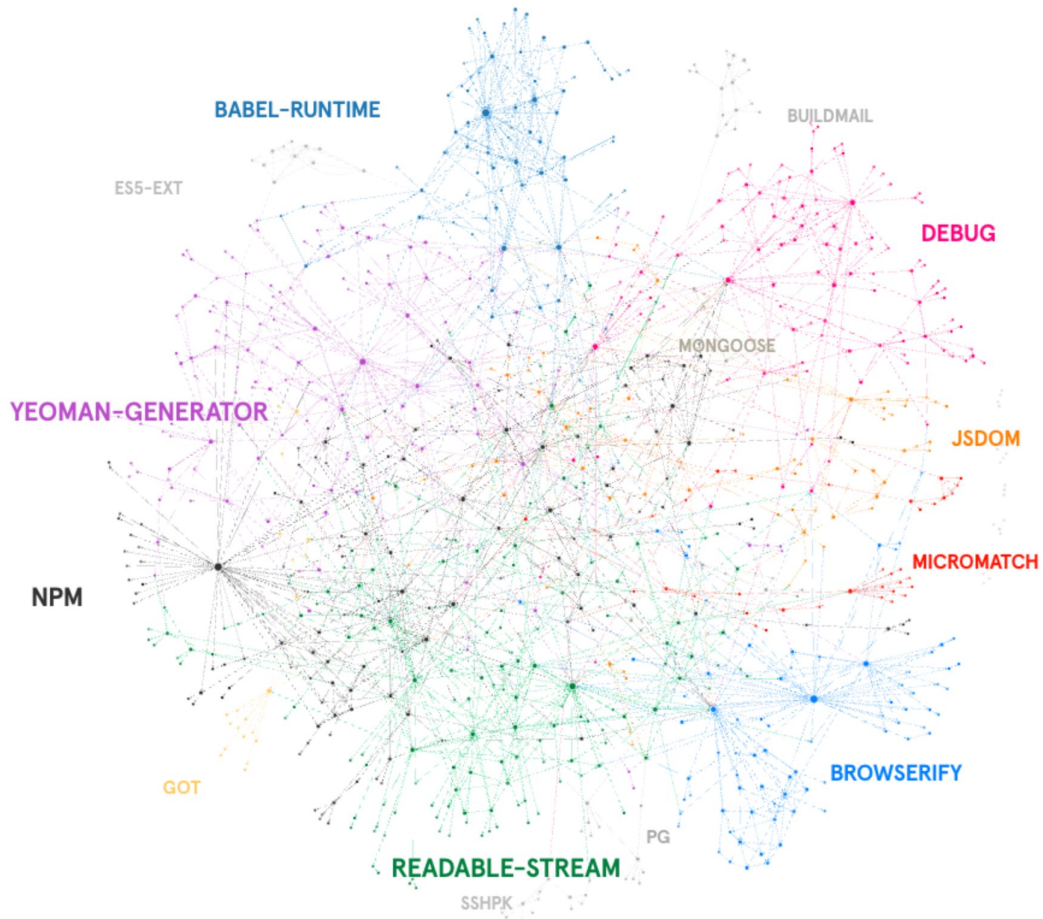 BABEL-RUNTIME
BUILDMAIL
ES5-EXT
DEBUG
MONGOOSE
YEOMAN-GENERATOR
JSDOM
MICROMATCH
NPM
BROWSERIFY
GOT
PG
READABLE-STREAM
SSHPK